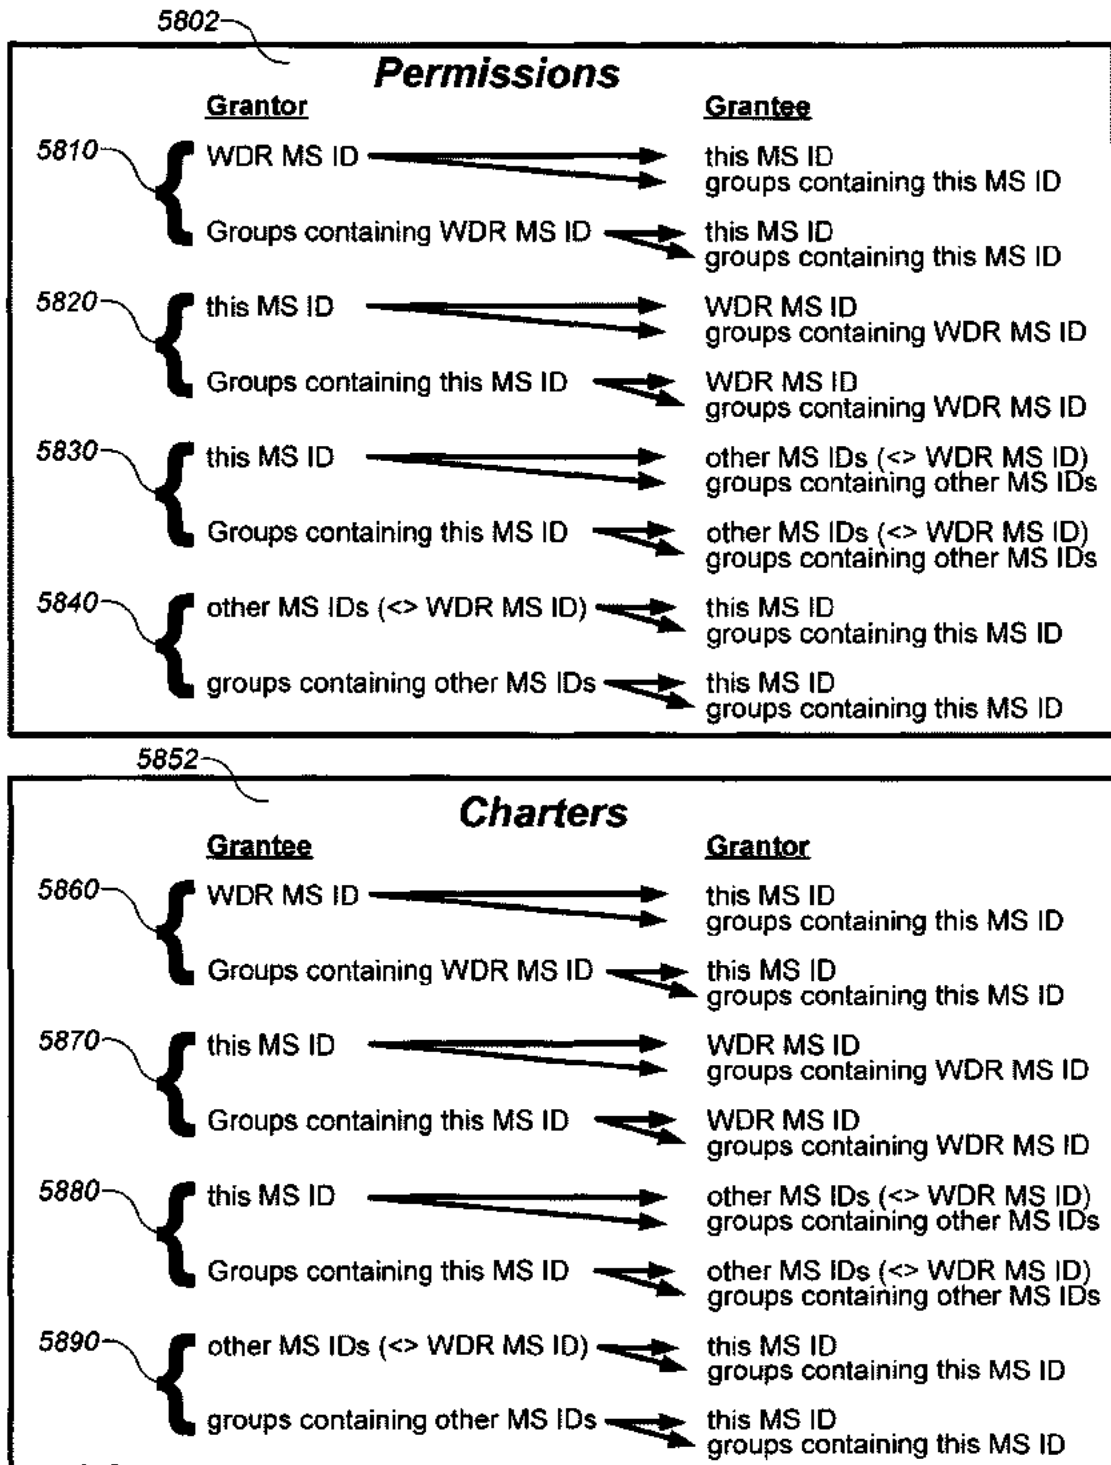 5802
Permissions
Grantor Grantee
5810 WDR MS ID this MS ID
groups containing this MS ID
Groups containing WDR MS ID this MS ID
groups containing this MS ID
5820 this MS ID WDR MS ID
groups containing WDR MS ID
Groups containing this MS ID WDR MS ID
groups containing WDR MS ID
5830 this MS ID other MS IDs (<> WDR MS ID)
groups containing other MS IDs
Groups containing this MS ID other MS IDs (<> WDR MS ID)
groups containing other MS IDs
5840 other MS IDs (<> WDR MS ID) this MS ID
groups containing this MS ID
groups containing other MS IDs this MS ID
groups containing this MS ID
5852
Charters
Grantee Grantor
5860 WDR MS ID this MS ID
groups containing this MS ID
Groups containing WDR MS ID this MS ID
groups containing this MS ID
5870 this MS ID WDR MS ID
groups containing WDR MS ID
Groups containing this MS ID WDR MS ID
groups containing WDR MS ID
5880 this MS ID other MS IDs (<> WDR MS ID)
groups containing other MS IDs
Groups containing this MS ID other MS IDs (<> WDR MS ID)
groups containing other MS IDs
5890 other MS IDs (<> WDR MS ID) this MS ID
groups containing this MS ID
groups containing other MS IDs this MS ID
groups containing this MS ID